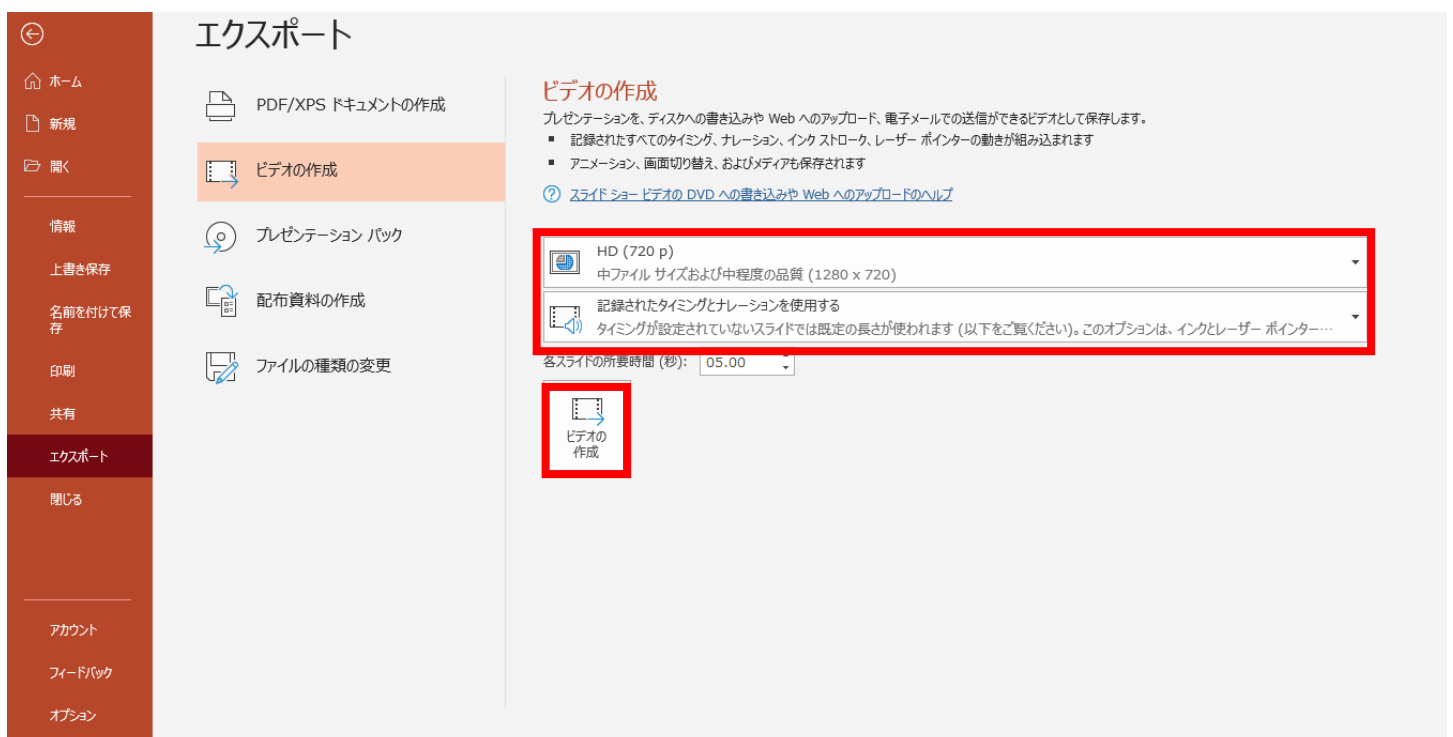 エクスポート
ホーム
新規
開く
情報
上書き保存
名前を付けて保
存
印刷
共有
エクスポート
閉じる
アカウント
フィードバック
オプション
PDF/XPS ドキュメントの作成
ビデオの作成
プレゼンテーション パック
配布資料の作成
ファイルの種類の変更
ビデオの作成
プレゼンテーションを、ディスクへの書き込みや Web へのアップロード、電子メールでの送信ができるビデオとして保存します。
■ 記録されたすべてのタイミング、ナレーション、インク ストローク、レーザー ポインターの動きが組み込まれます
■ アニメーション、画面切り替え、およびメディアも保存されます
スライド ショー ビデオの DVD への書き込みや Web へのアップロードのヘルプ
HD (720 p)
中ファイル サイズおよび中程度の品質 (1280 x 720)
記録されたタイミングとナレーションを使用する
タイミングが設定されていないスライドでは既定の長さが使われます (以下をご覧ください)。このオプションは、インクとレーザー ポインター…
各スライドの所要時間 (秒): 05.00
ビデオの
作成